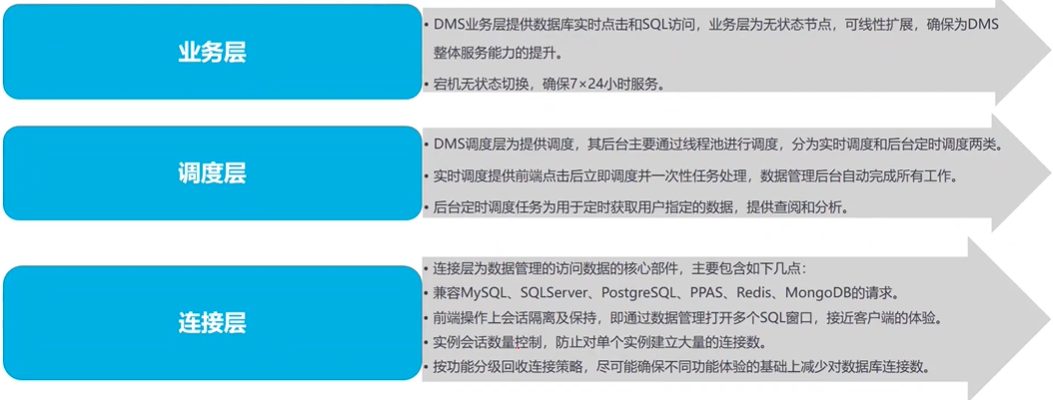 业务层
• DMS业务层提供数据库实时点击和SQL访问，业务层为无状态节点，可线性扩展，确保为DMS
整体服务能力的提升。
• 宕机无状态切换，确保7×24小时服务。
调度层
• DMS调度层为提供调度，其后台主要通过线程池进行调度，分为实时调度和后台定时调度两类。
• 实时调度提供前端点击后立即调度并一次性任务处理，数据管理后台自动完成所有工作。
• 后台定时调度任务为用于定时获取用户指定的数据，提供查阅和分析。
连接层
• 连接层为数据管理的访问数据的核心部件，主要包含如下几点：
• 兼容MySQL、SQLServer、PostgreSQL、PPAS、Redis、MongoDB的请求。
• 前端操作上会话隔离及保持，即通过数据管理打开多个SQL窗口，接近客户端的体验。
• 实例会话数量控制，防止对单个实例建立大量的连接数。
• 按功能分级回收连接策略，尽可能确保不同功能体验的基础上减少对数据库连接数。